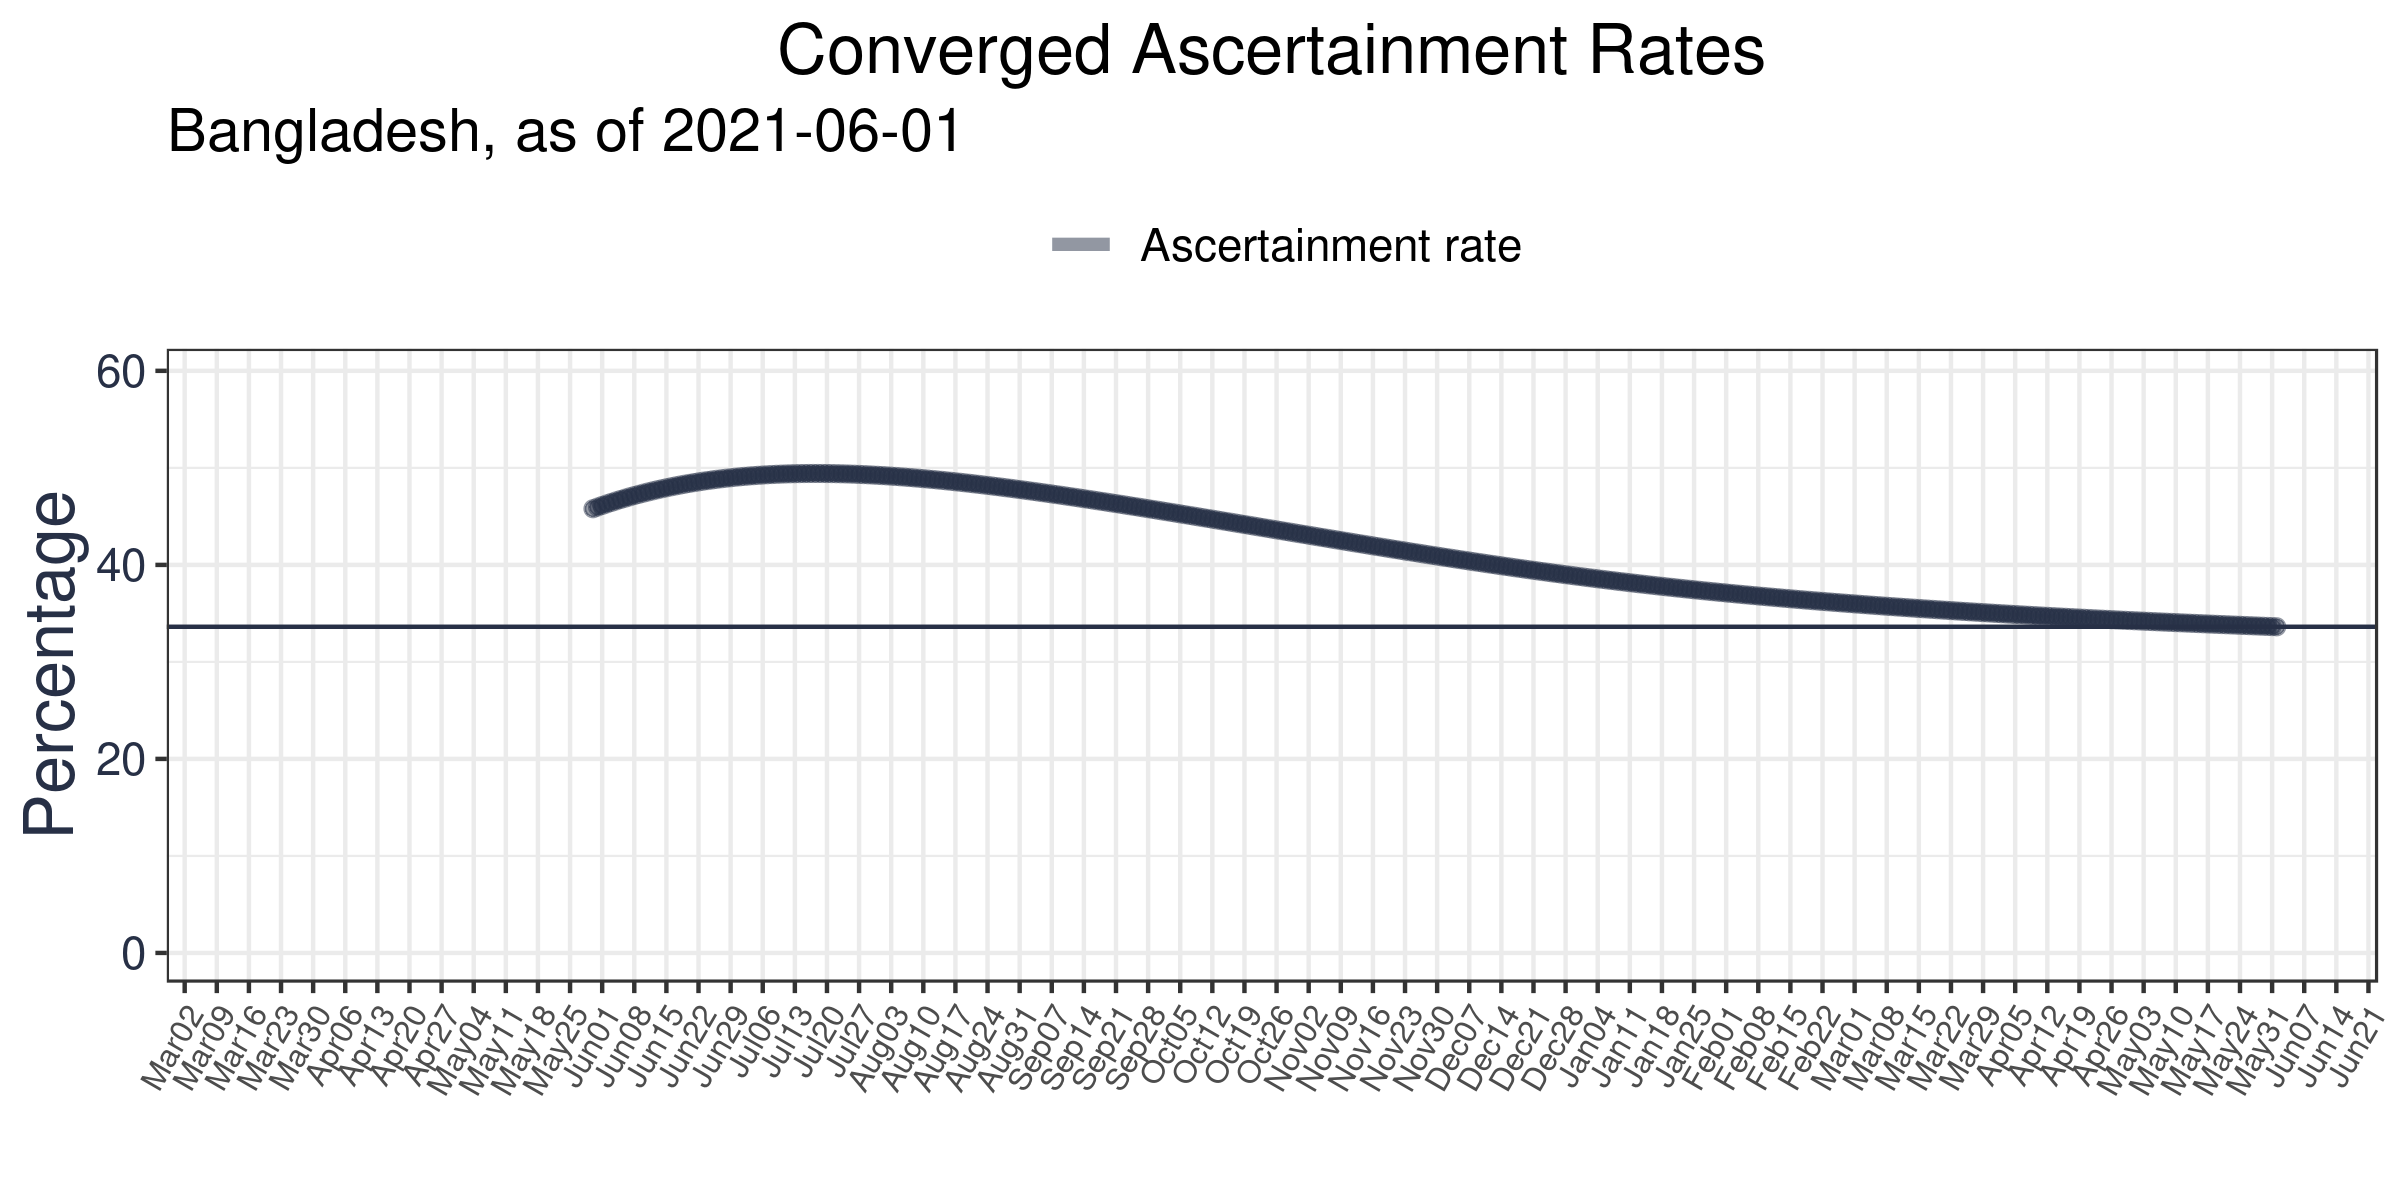 Converged Ascertainment Rates
Bangladesh, as of 2021-06-01
Ascertainment rate
Percentage
60
40
20
0
Mar02 Mar09 Mar16 Mar23 Mar30 Apr06 Apr13 Apr20 Apr27 May04 May11 May18 May25 Jun01 Jun08 Jun15 Jun22 Jun29 Jul06 Jul13 Jul20 Jul27 Aug03 Aug10 Aug17 Aug24 Aug31 Sep07 Sep14 Sep21 Sep28 Oct05 Oct12 Oct19 Oct26 Nov02 Nov09 Nov16 Nov23 Nov30 Dec07 Dec14 Dec21 Dec28 Jan04 Jan11 Jan18 Jan25 Feb01 Feb08 Feb15 Feb22 Mar01 Mar08 Mar15 Mar22 Mar29 Apr05 Apr12 Apr19 Apr26 May03 May10 May17 May24 May31 Jun07 Jun14 Jun21